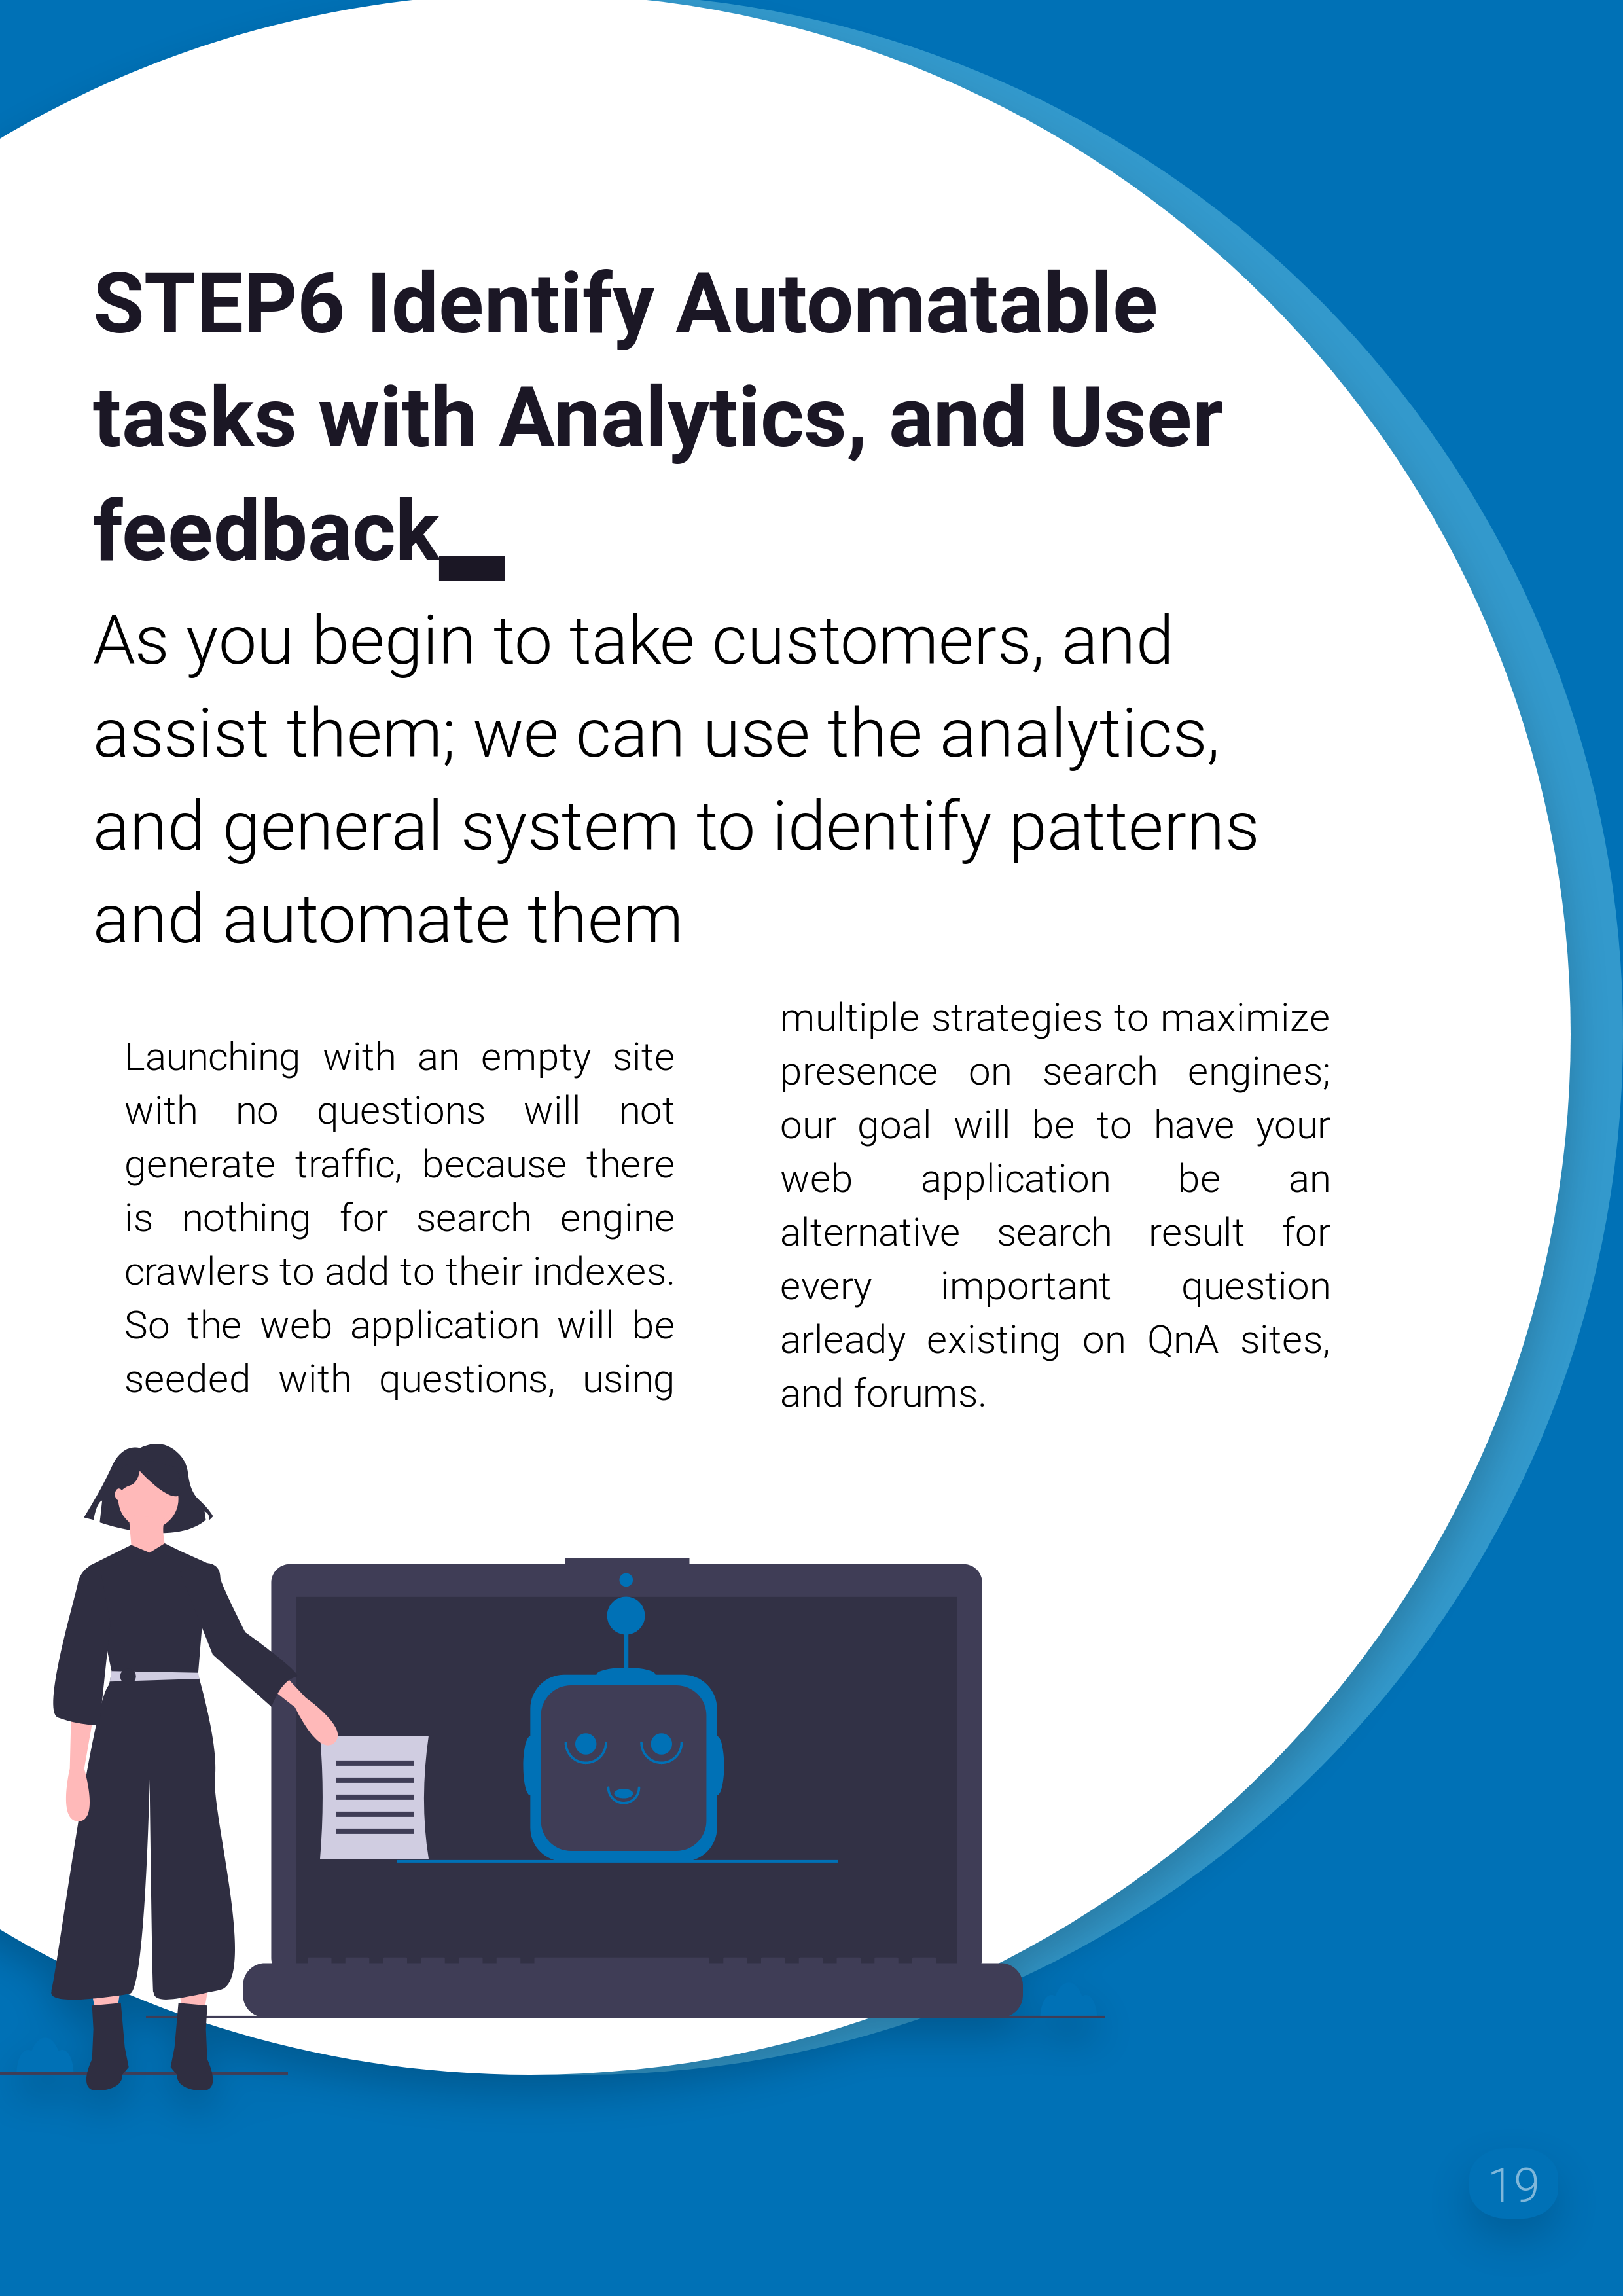 STEP6 Identify Automatable
tasks with Analytics, and User
feedback_
As you begin to take customers, and
assist them; we can use the analytics,
and general system to identify patterns
and automate them
Launching with an empty site
with no questions will not
generate traffic, because there
is nothing for search engine
crawlers to add to their indexes.
So the web application will be
seeded with questions, using
multiple strategies to maximize
presence on search engines;
our goal will be to have your
web application be an
alternative search result for
every important question
arleady existing on QnA sites,
and forums.
19